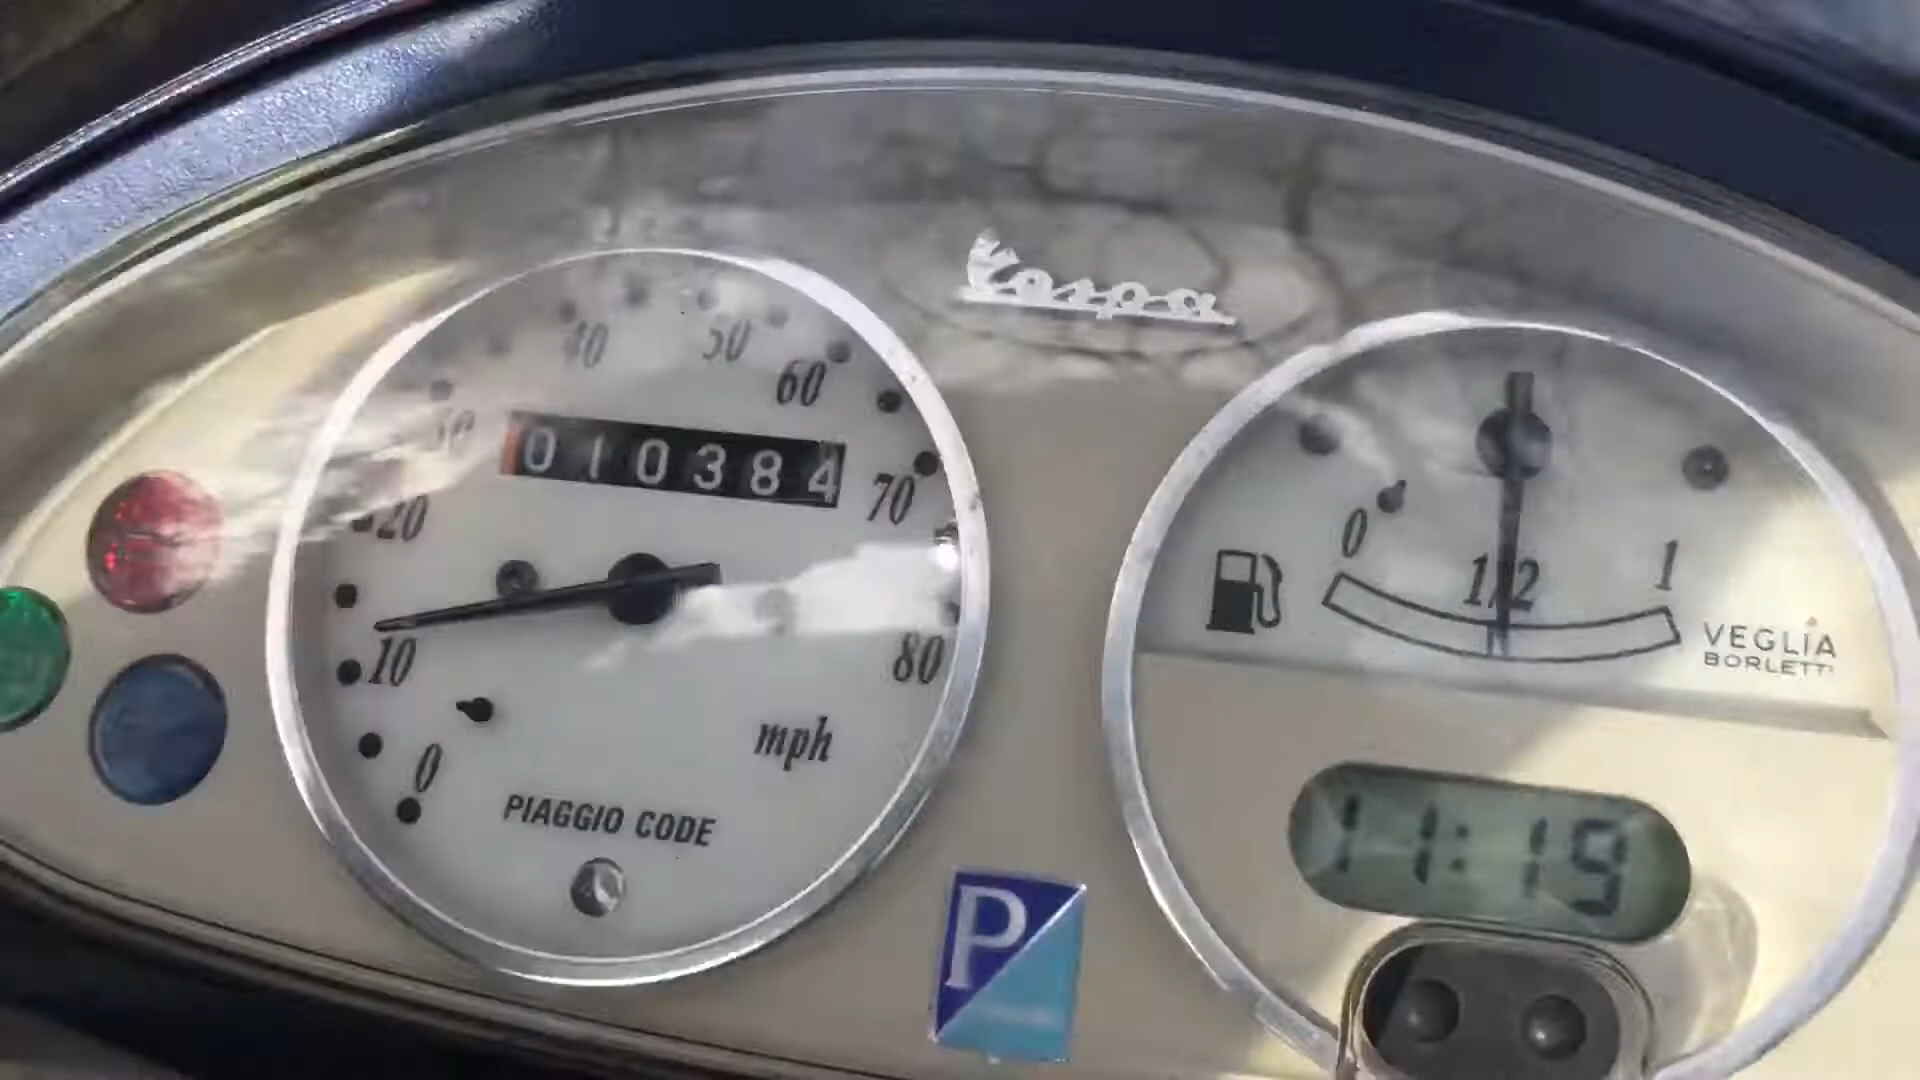 Vespa
40 50
30 60
010384
20 70
10 80
0
mph
PIAGGIO CODE
0 1/2 1
VEGLIA
BORLETTI
11:19
P